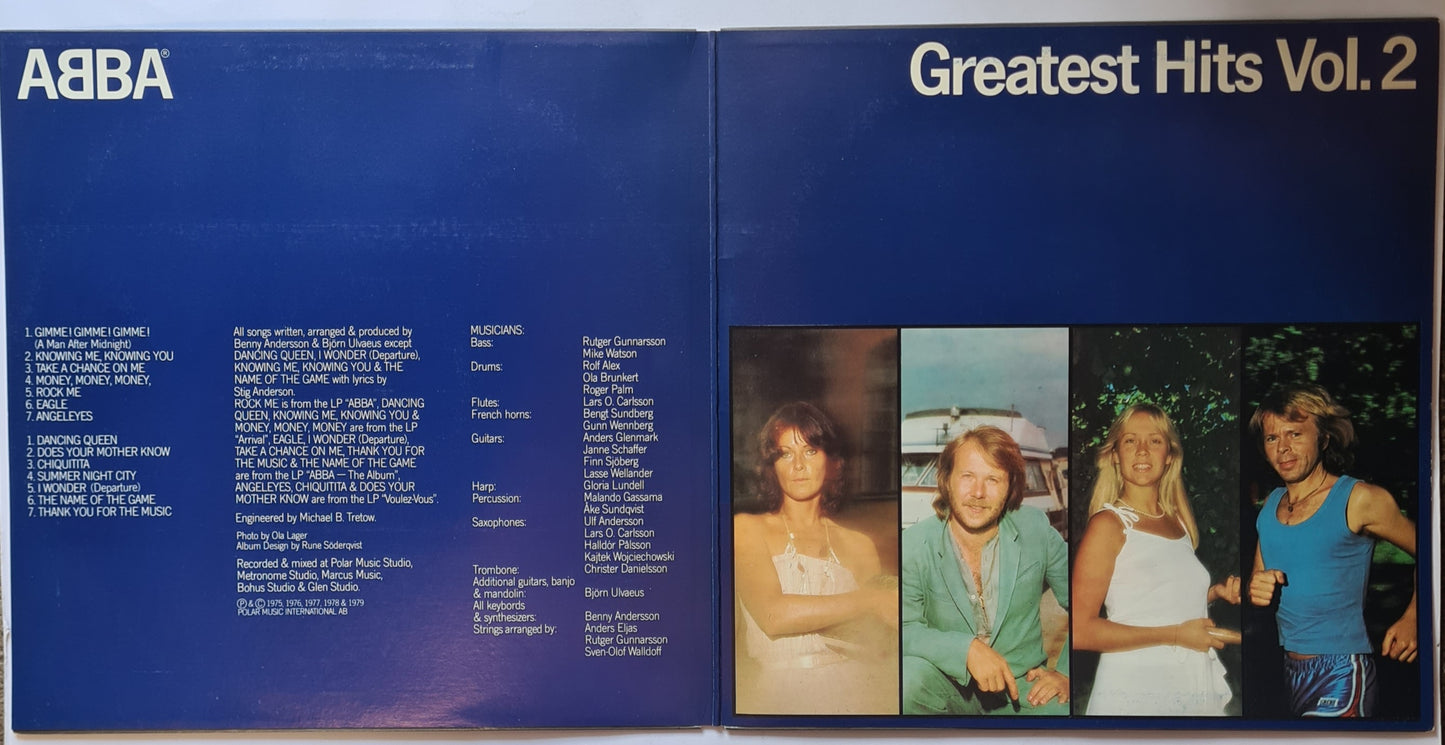 ABBA®
Greatest Hits Vol. 2
1. GIMME! GIMME! GIMME!
(A Man After Midnight)
2. KNOWING ME, KNOWING YOU
3. TAKE A CHANCE ON ME
4. MONEY, MONEY, MONEY,
5. ROCK ME
6. EAGLE
7. ANGELEYES
1. DANCING QUEEN
2. DOES YOUR MOTHER KNOW
3. CHIQUITITA
4. SUMMER NIGHT CITY
5. I WONDER (Departure)
6. THE NAME OF THE GAME
7. THANK YOU FOR THE MUSIC
All songs written, arranged & produced by
Benny Andersson & Björn Ulvaeus except
DANCING QUEEN, I WONDER (Departure),
KNOWING ME, KNOWING YOU & THE
NAME OF THE GAME with lyrics by
Stig Anderson.
ROCK ME is from the LP "ABBA", DANCING
QUEEN, KNOWING ME, KNOWING YOU &
MONEY, MONEY, MONEY are from the LP
"Arrival", EAGLE, I WONDER (Departure),
TAKE A CHANCE ON ME, THANK YOU FOR
THE MUSIC & THE NAME OF THE GAME
are from the LP "ABBA — The Album",
ANGELEYES, CHIQUITITA & DOES YOUR
MOTHER KNOW are from the LP "Voulez-Vous".
Engineered by Michael B. Tretow.
Photo by Ola Lager
Album Design by Rune Söderqvist
Recorded & mixed at Polar Music Studio,
Metronome Studio, Marcus Music,
Bohus Studio & Glen Studio.
℗ & © 1975, 1976, 1977, 1978 & 1979
POLAR MUSIC INTERNATIONAL AB
MUSICIANS:
Bass: Rutger Gunnarsson
Mike Watson
Drums: Rolf Alex
Ola Brunkert
Roger Palm
Flutes: Lars O. Carlsson
French horns: Bengt Sundberg
Gunn Wennberg
Guitars: Anders Glenmark
Janne Schaffer
Finn Sjöberg
Lasse Wellander
Harp: Gloria Lundell
Percussion: Malando Gassama
Åke Sundqvist
Saxophones: Ulf Andersson
Lars O. Carlsson
Halldór Pálsson
Kajtek Wojciechowski
Trombone: Christer Danielsson
Additional guitars, banjo
& mandolin: Björn Ulvaeus
All keybords
& synthesizers: Benny Andersson
Strings arranged by: Anders Eljas
Rutger Gunnarsson
Sven-Olof Walldoff